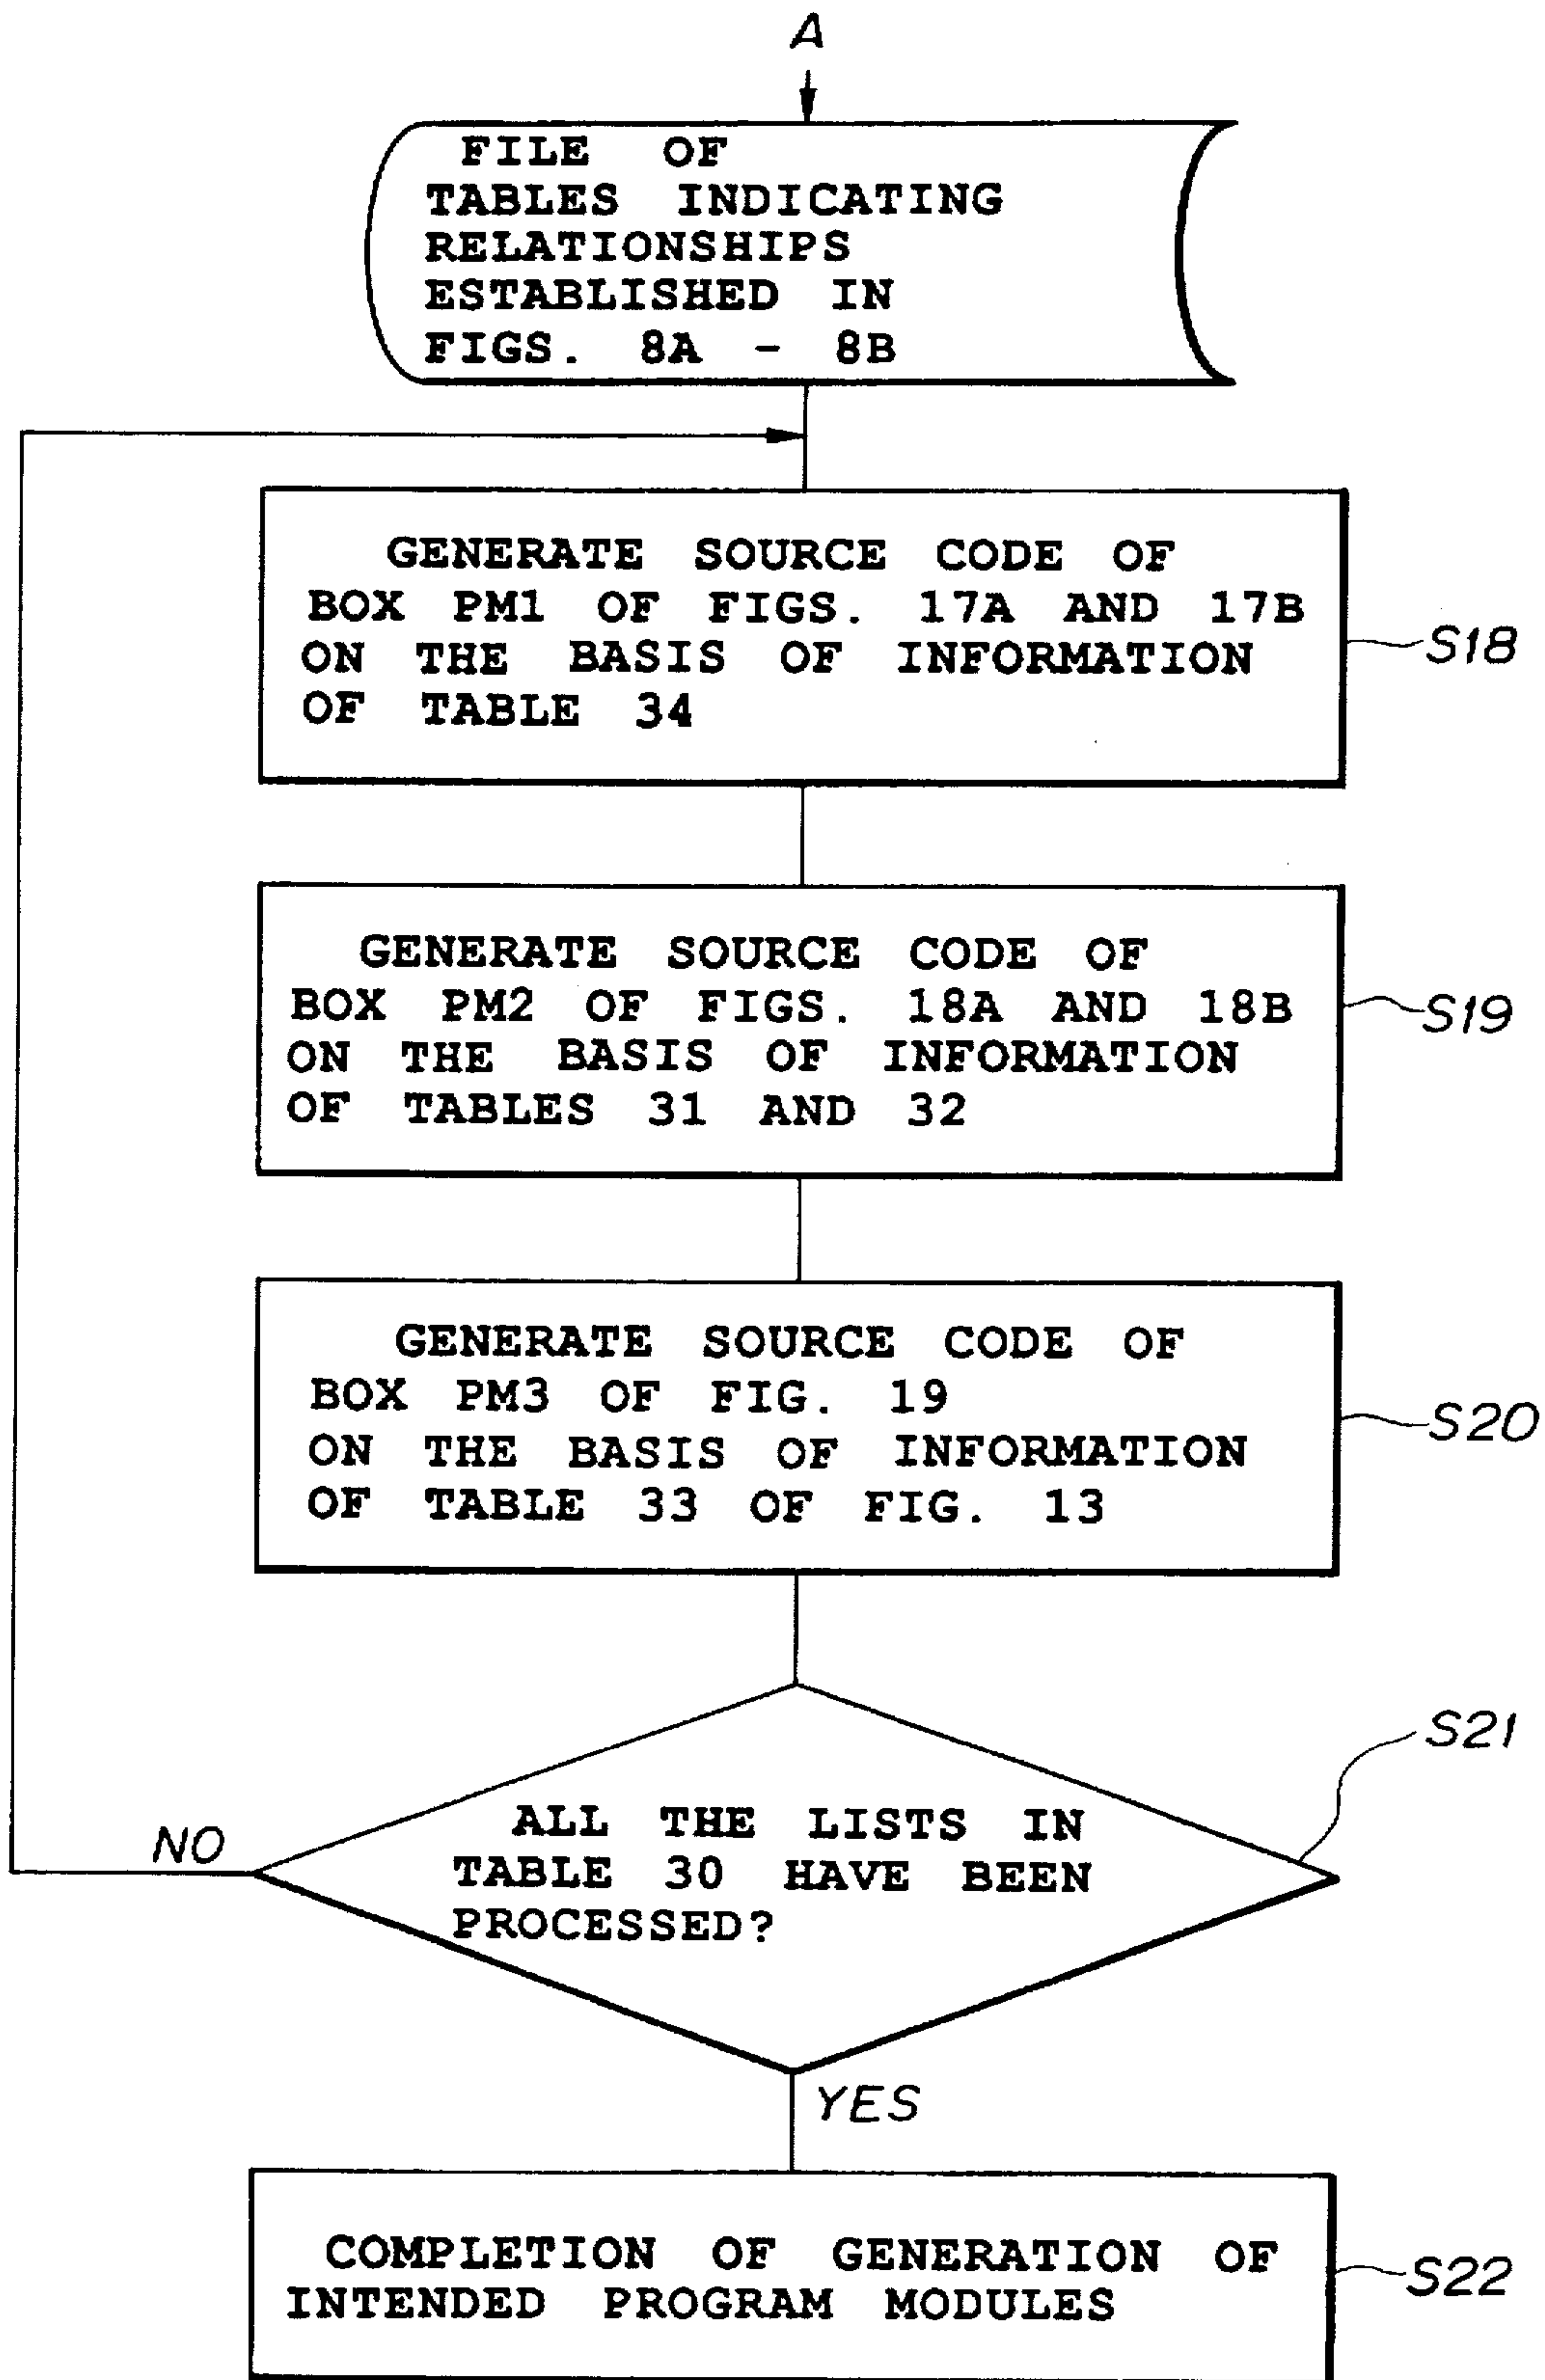 A
FILE OF
TABLES INDICATING
RELATIONSHIPS
ESTABLISHED IN
FIGS. 8A - 8B
GENERATE SOURCE CODE OF
BOX PM1 OF FIGS. 17A AND 17B
ON THE BASIS OF INFORMATION
OF TABLE 34
S18
GENERATE SOURCE CODE OF
BOX PM2 OF FIGS. 18A AND 18B
ON THE BASIS OF INFORMATION
OF TABLES 31 AND 32
S19
GENERATE SOURCE CODE OF
BOX PM3 OF FIG. 19
ON THE BASIS OF INFORMATION
OF TABLE 33 OF FIG. 13
S20
S21
ALL THE LISTS IN
TABLE 30 HAVE BEEN
PROCESSED?
NO
YES
COMPLETION OF GENERATION OF
INTENDED PROGRAM MODULES
S22